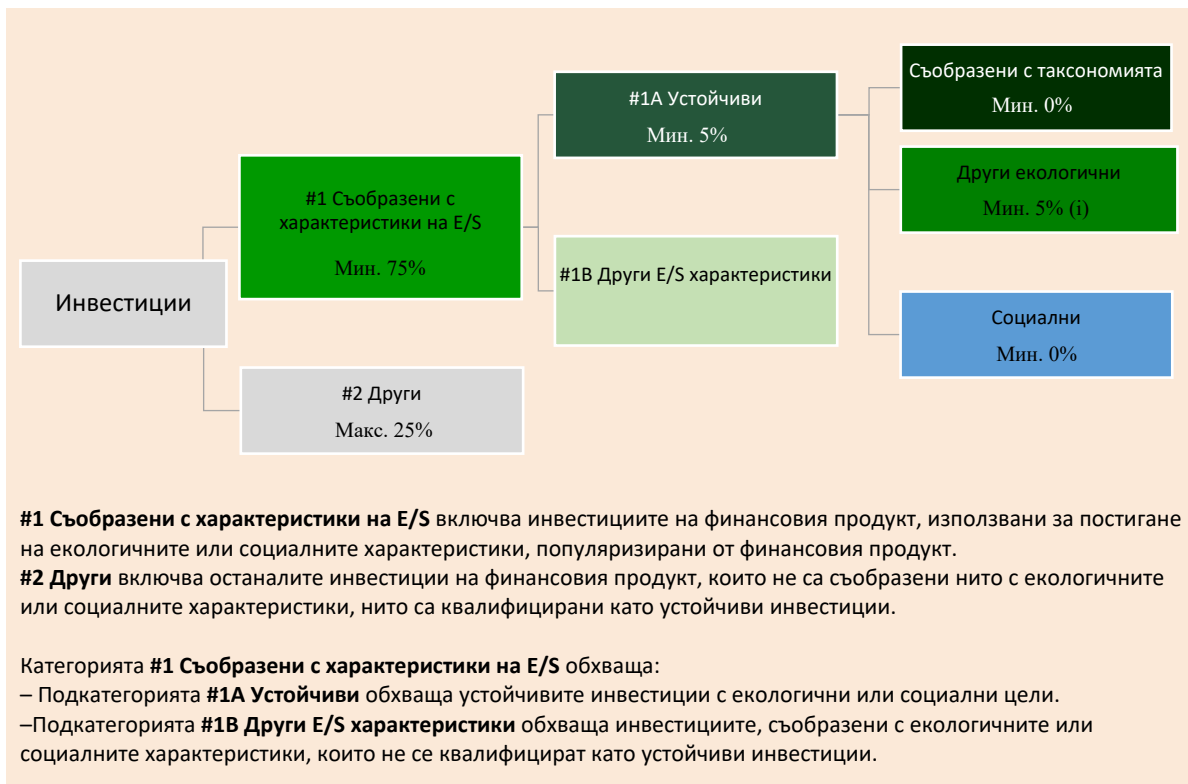 Инвестиции
#1 Съобразени с
характеристики на E/S
Мин. 75%
#2 Други
Макс. 25%
#1A Устойчиви
Мин. 5%
#1B Други E/S характеристики
Съобразени с таксономията
Мин. 0%
Други екологични
Мин. 5% (i)
Социални
Мин. 0%
#1 Съобразени с характеристики на E/S включва инвестициите на финансовия продукт, използвани за постигане
на екологичните или социалните характеристики, популяризирани от финансовия продукт.
#2 Други включва останалите инвестиции на финансовия продукт, които не са съобразени нито с екологичните
или социалните характеристики, нито са квалифицирани като устойчиви инвестиции.
Категорията #1 Съобразени с характеристики на E/S обхваща:
– Подкатегорията #1A Устойчиви обхваща устойчивите инвестиции с екологични или социални цели.
–Подкатегорията #1B Други E/S характеристики обхваща инвестициите, съобразени с екологичните или
социалните характеристики, които не се квалифицират като устойчиви инвестиции.